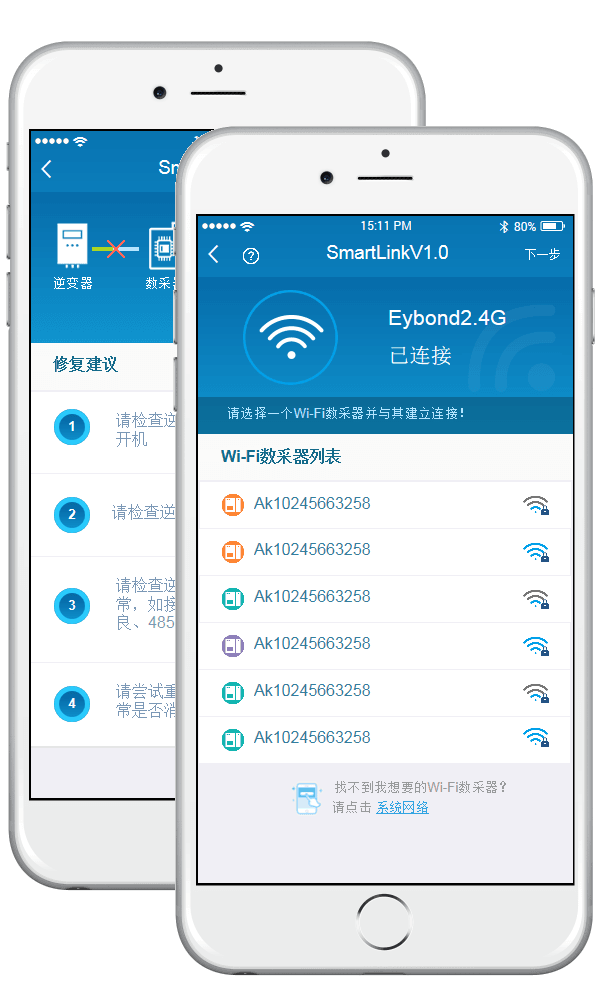 Sm
逆变器
数采
修复建议
1
请检查逆
开机
2
请检查逆
3
请检查逆
常，如接
良、485
4
请尝试重
常是否消
15:11 PM
80%
SmartLinkV1.0
下一步
?
Eybond2.4G
已连接
请选择一个Wi-Fi数采器并与其建立连接！
Wi-Fi数采器列表
Ak10245663258
Ak10245663258
Ak10245663258
Ak10245663258
Ak10245663258
Ak10245663258
找不到我想要的Wi-Fi数采器？
请点击 系统网络